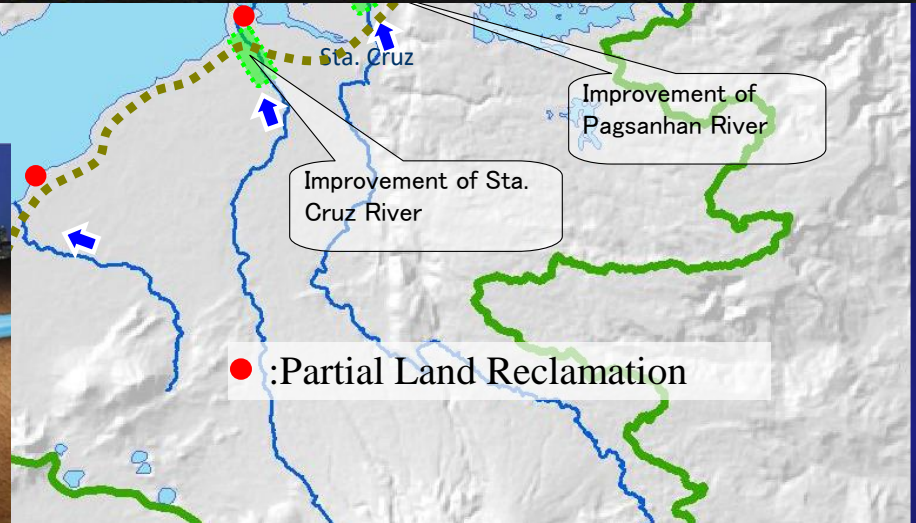 Sta. Cruz
Improvement of
Pagsanhan River
Improvement of Sta.
Cruz River
:Partial Land Reclamation